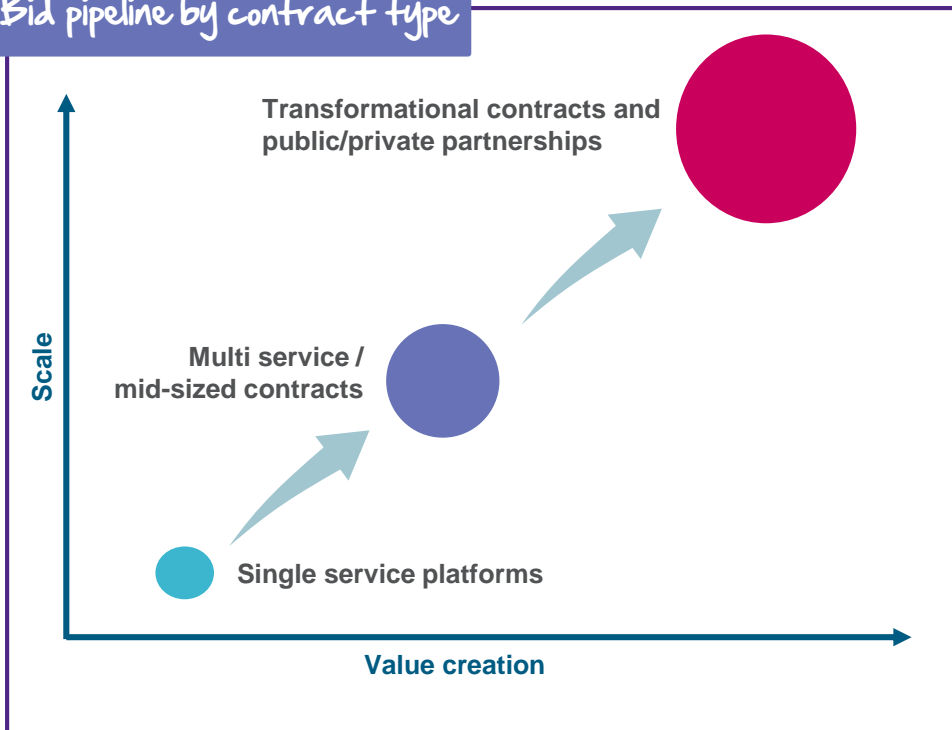 Bid pipeline by contract type
Transformational contracts and
public/private partnerships
Scale
Multi service /
mid-sized contracts
Single service platforms
Value creation